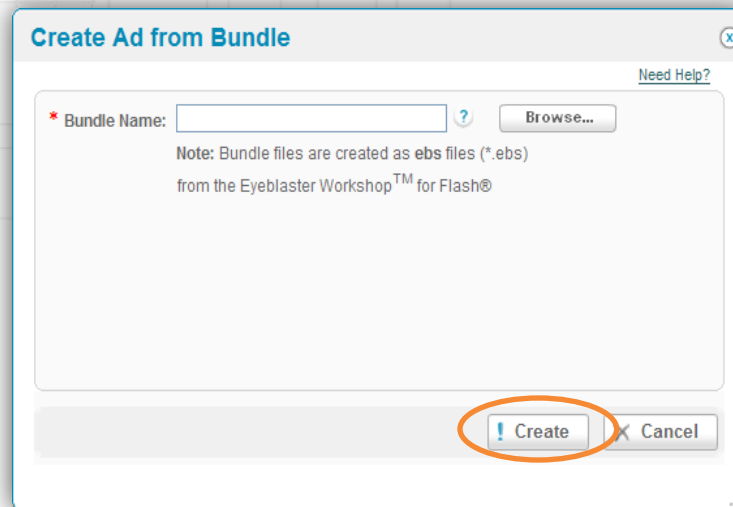 Create Ad from Bundle
x
Need Help?
* Bundle Name:
?
Browse...
Note: Bundle files are created as ebs files (*.ebs)
from the Eyeblaster Workshop™ for Flash®
! Create
X Cancel